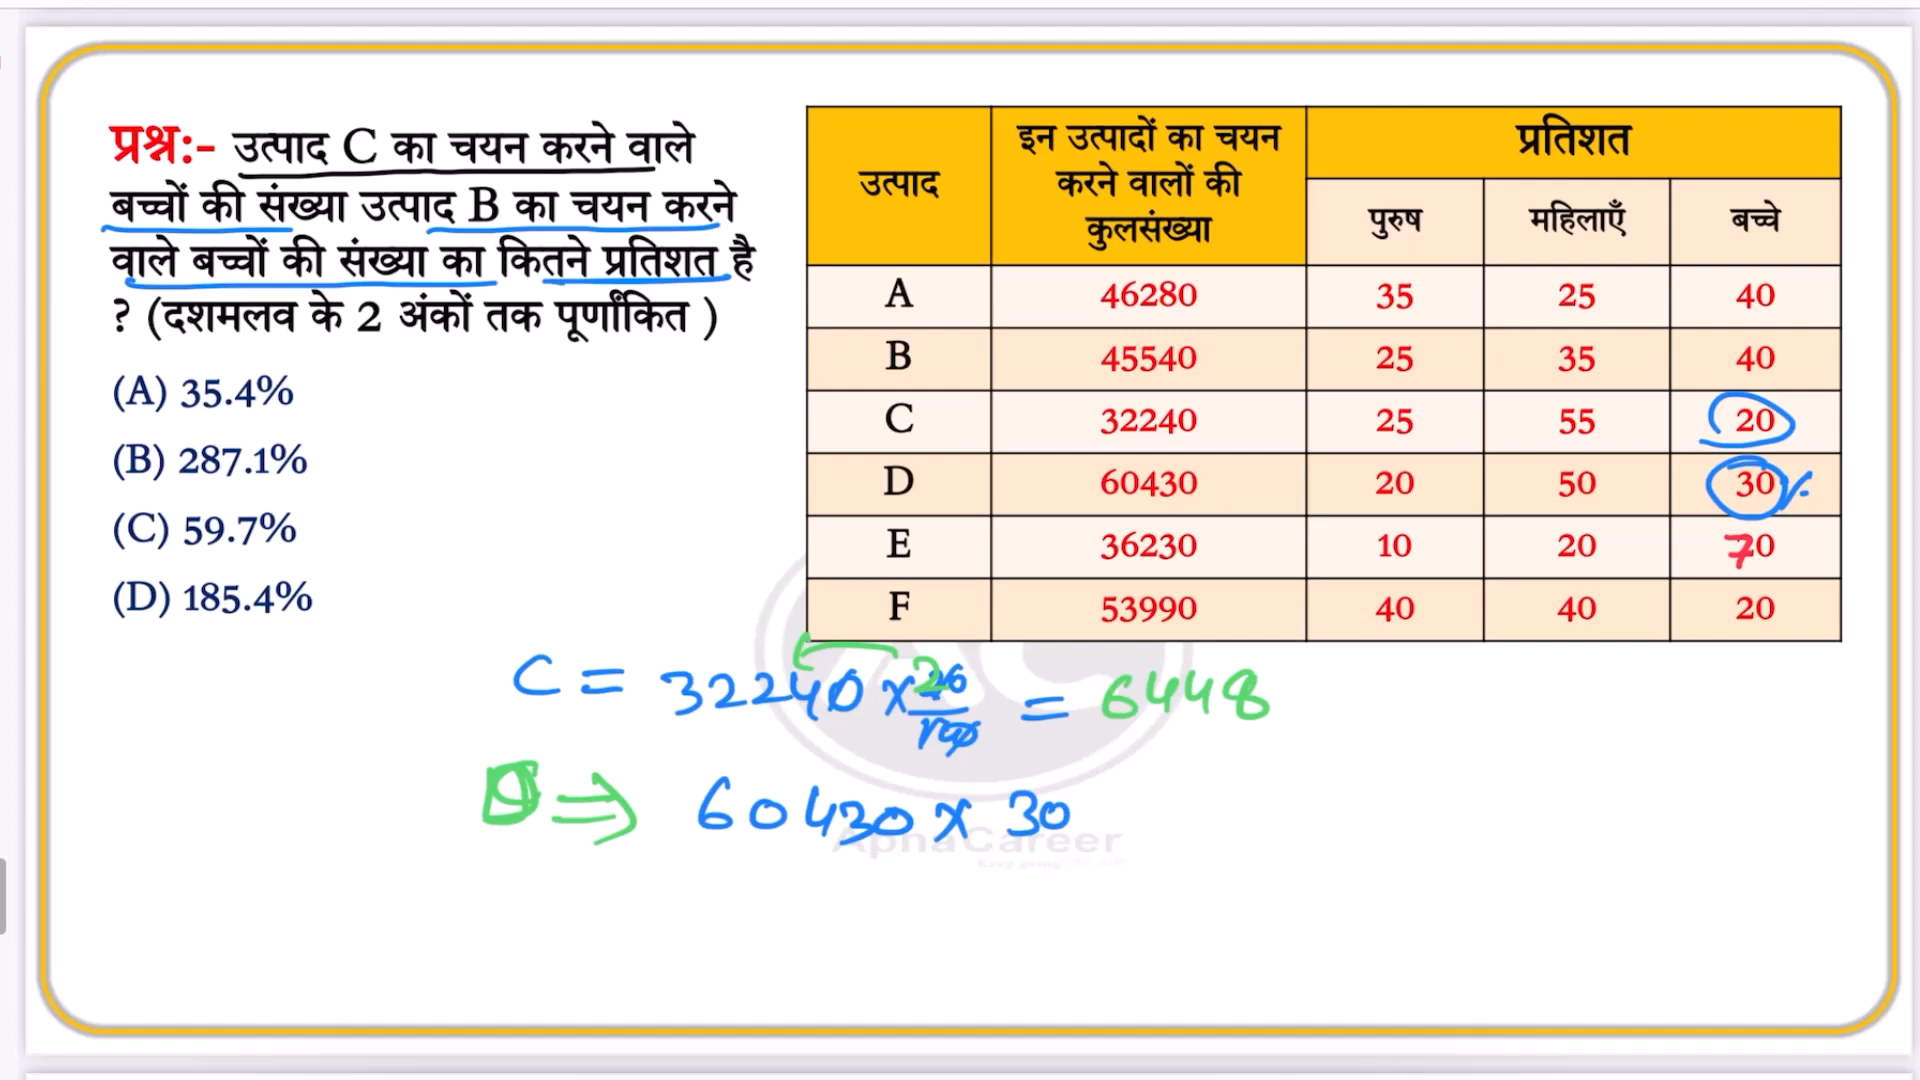 प्रश्न:- उत्पाद C का चयन करने वाले
बच्चों की संख्या उत्पाद B का चयन करने
वाले बच्चों की संख्या का कितने प्रतिशत है
? (दशमलव के 2 अंकों तक पूर्णांकित )
(A) 35.4%
(B) 287.1%
(C) 59.7%
(D) 185.4%
उत्पाद इन उत्पादों का चयन करने वालों की कुलसंख्या प्रतिशत
पुरुष महिलाएँ बच्चे
A 46280 35 25 40
B 45540 25 35 40
C 32240 25 55 20
D 60430 20 50 30%
E 36230 10 20 70
F 53990 40 40 20
C = 32240 × 20/100 = 6448
2
⇒ 60430 × 30
ApnaCareer